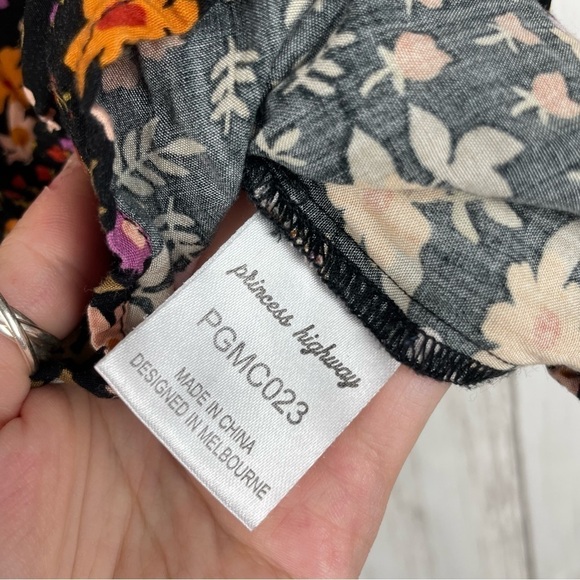 princess highway
PGMC023
MADE IN CHINA
DESIGNED IN MELBOURNE